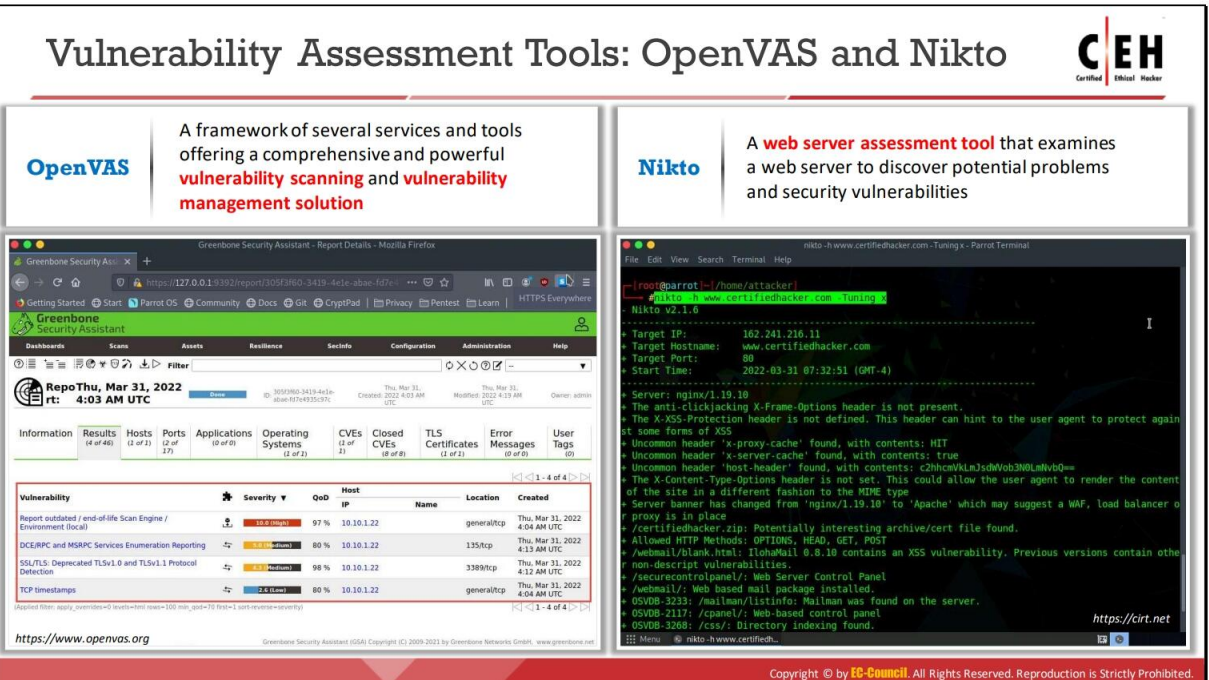 Vulnerability Assessment Tools: OpenVAS and Nikto
C|EH
Certified Ethical Hacker
OpenVAS
A framework of several services and tools
offering a comprehensive and powerful
vulnerability scanning and vulnerability
management solution
Nikto
A web server assessment tool that examines
a web server to discover potential problems
and security vulnerabilities
Greenbone Security Assistant - Report Details - Mozilla Firefox
Greenbone Security Assi
https://127.0.0.1:9392/report/305f3f60-3419-4e1e-abae-fd7e
Getting Started Start Parrot OS Community Docs Git CryptPad Privacy Pentest Learn HTTPS Everywhere
Greenbone
Security Assistant
Dashboards Scans Assets Resilience SecInfo Configuration Administration Help
Filter
Report: Thu, Mar 31, 2022 4:03 AM UTC
Done
ID: 305f3f60-3419-4e1e-abae-fd7e4935c97c
Created: Thu, Mar 31, 2022 4:03 AM UTC
Modified: Thu, Mar 31, 2022 4:19 AM UTC
Owner: admin
Information
Results (4 of 46)
Hosts (1 of 1)
Ports (2 of 17)
Applications (0 of 0)
Operating Systems (1 of 1)
CVEs (1 of 1)
Closed CVEs (8 of 8)
TLS Certificates (1 of 1)
Error Messages (0 of 0)
User Tags (0)
1 - 4 of 4
Vulnerability Severity QoD Host IP Name Location Created
Report outdated / end-of-life Scan Engine / Environment (local) 10.0 (High) 97 % 10.10.1.22 general/tcp Thu, Mar 31, 2022 4:04 AM UTC
DCE/RPC and MSRPC Services Enumeration Reporting (Medium) 80 % 10.10.1.22 135/tcp Thu, Mar 31, 2022 4:13 AM UTC
SSL/TLS: Deprecated TLSv1.0 and TLSv1.1 Protocol Detection (Medium) 98 % 10.10.1.22 3389/tcp Thu, Mar 31, 2022 4:12 AM UTC
TCP timestamps 2.6 (Low) 80 % 10.10.1.22 general/tcp Thu, Mar 31, 2022 4:04 AM UTC
(Applied filter: apply_overrides=0 levels=hml rows=100 min_qod=70 first=1 sort-reverse=severity)
1 - 4 of 4
https://www.openvas.org
Greenbone Security Assistant (GSA) Copyright (C) 2009-2021 by Greenbone Networks GmbH, www.greenbone.net
nikto -h www.certifiedhacker.com -Tuning x - Parrot Terminal
File Edit View Search Terminal Help
[root@parrot]-[/home/attacker]
#nikto -h www.certifiedhacker.com -Tuning x
- Nikto v2.1.6
+ Target IP: 162.241.216.11
+ Target Hostname: www.certifiedhacker.com
+ Target Port: 80
+ Start Time: 2022-03-31 07:32:51 (GMT-4)
+ Server: nginx/1.19.10
+ The anti-clickjacking X-Frame-Options header is not present.
+ The X-XSS-Protection header is not defined. This header can hint to the user agent to protect again
st some forms of XSS
+ Uncommon header 'x-proxy-cache' found, with contents: HIT
+ Uncommon header 'x-server-cache' found, with contents: true
+ Uncommon header 'host-header' found, with contents: c2hhcmVkLmJsdWVob3N0LmNvbQ==
+ The X-Content-Type-Options header is not set. This could allow the user agent to render the content
of the site in a different fashion to the MIME type
+ Server banner has changed from 'nginx/1.19.10' to 'Apache' which may suggest a WAF, load balancer o
r proxy is in place
+ /certifiedhacker.zip: Potentially interesting archive/cert file found.
+ Allowed HTTP Methods: OPTIONS, HEAD, GET, POST
+ /webmail/blank.html: IlohaMail 0.8.10 contains an XSS vulnerability. Previous versions contain othe
r non-descript vulnerabilities.
+ /securecontrolpanel/: Web Server Control Panel
+ /webmail/: Web based mail package installed.
+ OSVDB-3233: /mailman/listinfo: Mailman was found on the server.
+ OSVDB-2117: /cpanel/: Web-based control panel
+ OSVDB-3268: /css/: Directory indexing found.
https://cirt.net
Menu nikto -h www.certifiedh...
Copyright © by EC-Council. All Rights Reserved. Reproduction is Strictly Prohibited.